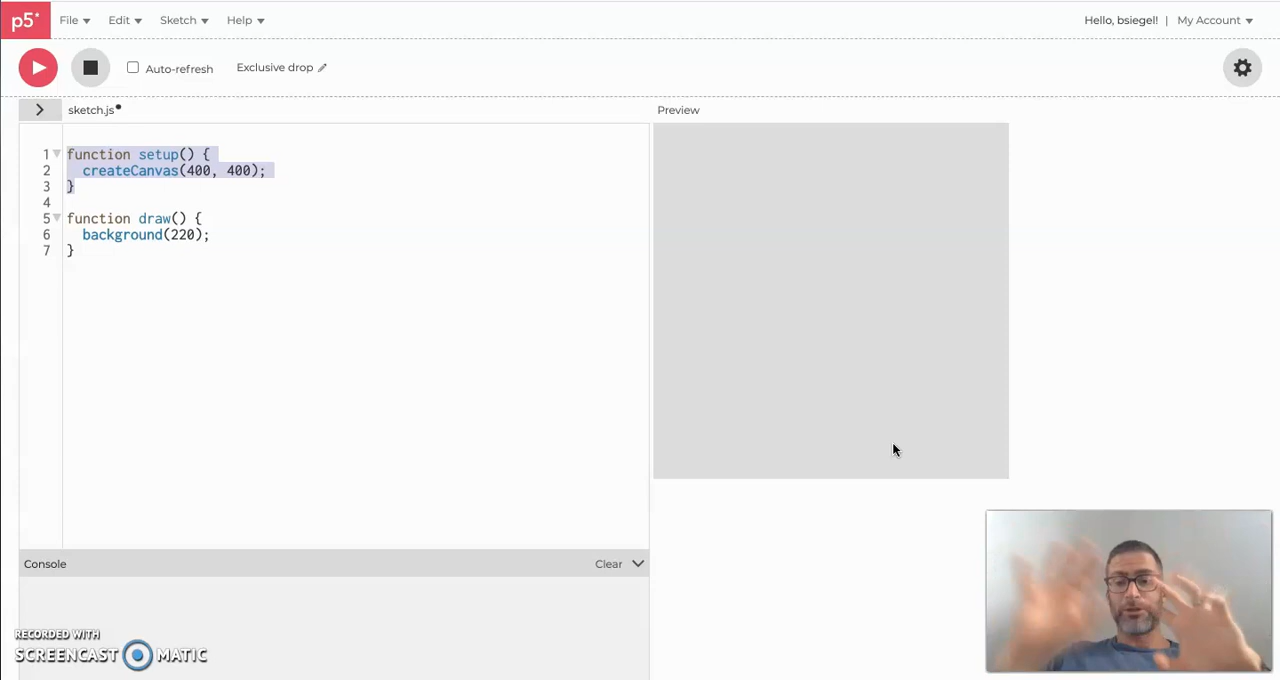 p5* File Edit Sketch Help Hello, bsiegel! | My Account
Auto-refresh Exclusive drop
sketch.js
Preview
1 function setup() {
2 createCanvas(400, 400);
3 }
4
5 function draw() {
6 background(220);
7 }
Console Clear
RECORDED WITH
SCREENCAST MATIC